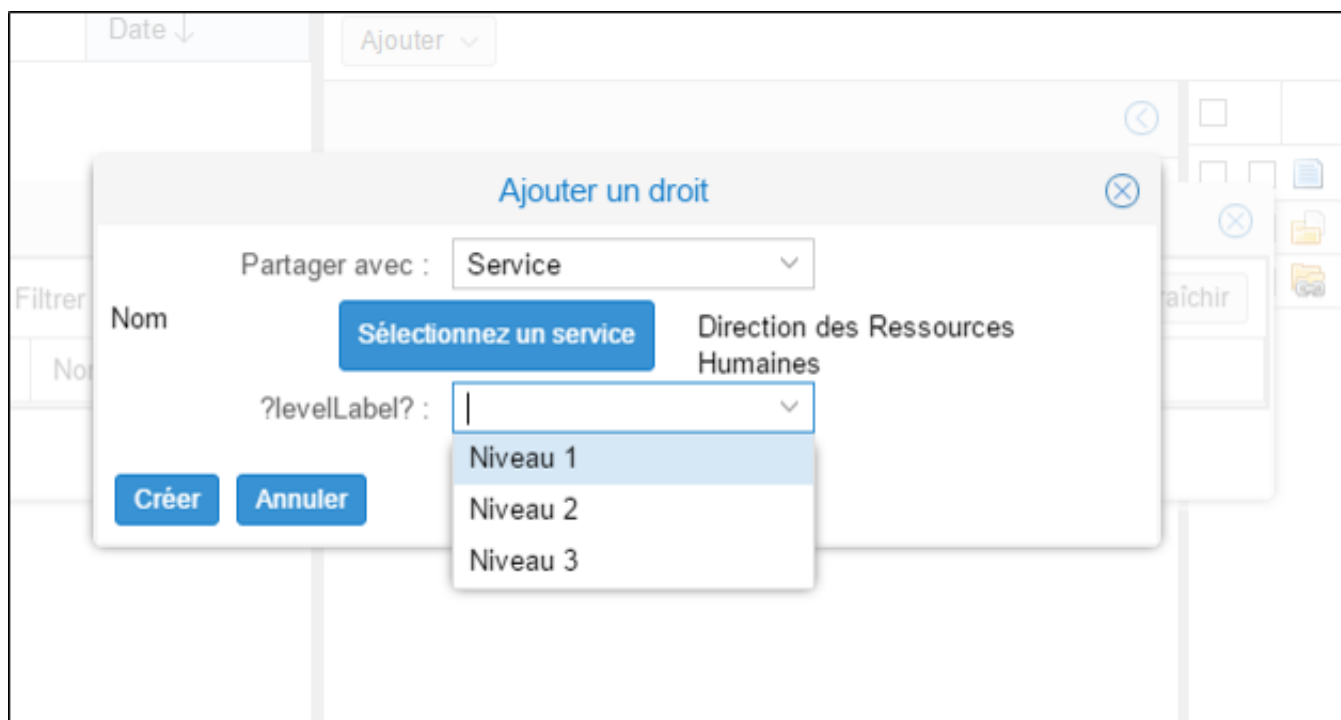 Date
Ajouter
Ajouter un droit
Partager avec :
Service
Filtrer
Nom
Sélectionnez un service
Direction des Ressources
Humaines
?levelLabel? :
Niveau 1
Niveau 2
Niveau 3
Créer
Annuler